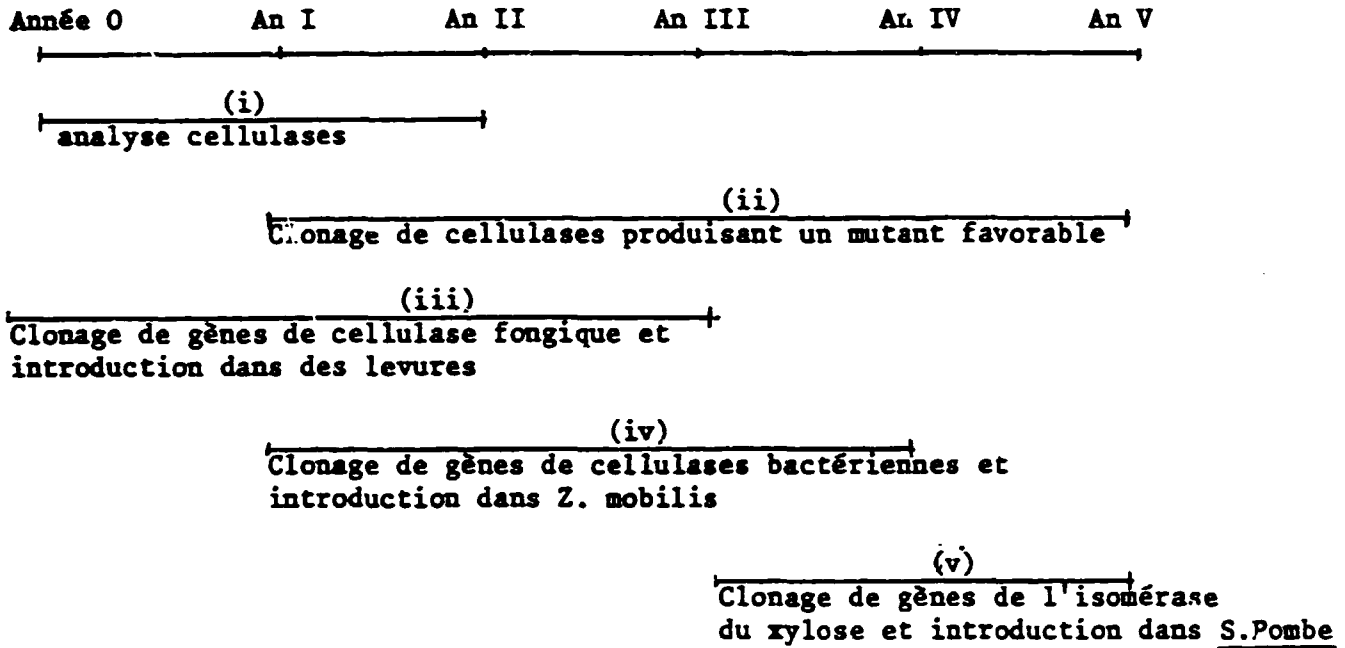 Année 0 An I An II An III An IV An V
(i)
analyse cellulases
(ii)
Clonage de cellulases produisant un mutant favorable
(iii)
Clonage de gènes de cellulase fongique et
introduction dans des levures
(iv)
Clonage de gènes de cellulases bactériennes et
introduction dans Z. mobilis
(v)
Clonage de gènes de l'isomérase
du xylose et introduction dans S.Pombe